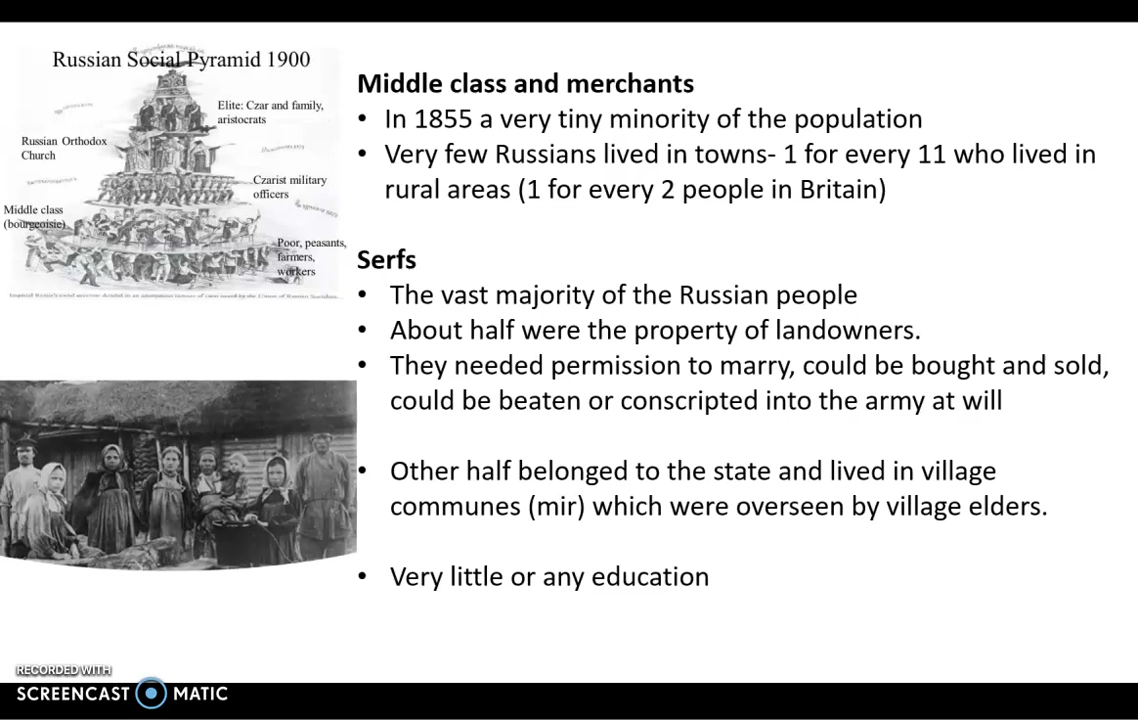 Russian Social Pyramid 1900
Elite: Czar and family,
aristocrats
Russian Orthodox
Church
Czarist military
officers
Middle class
(bourgeoisie)
Poor, peasants,
farmers,
workers
Middle class and merchants
• In 1855 a very tiny minority of the population
• Very few Russians lived in towns- 1 for every 11 who lived in
rural areas (1 for every 2 people in Britain)
Serfs
• The vast majority of the Russian people
• About half were the property of landowners.
• They needed permission to marry, could be bought and sold,
could be beaten or conscripted into the army at will
• Other half belonged to the state and lived in village
communes (mir) which were overseen by village elders.
• Very little or any education
RECORDED WITH
SCREENCAST MATIC